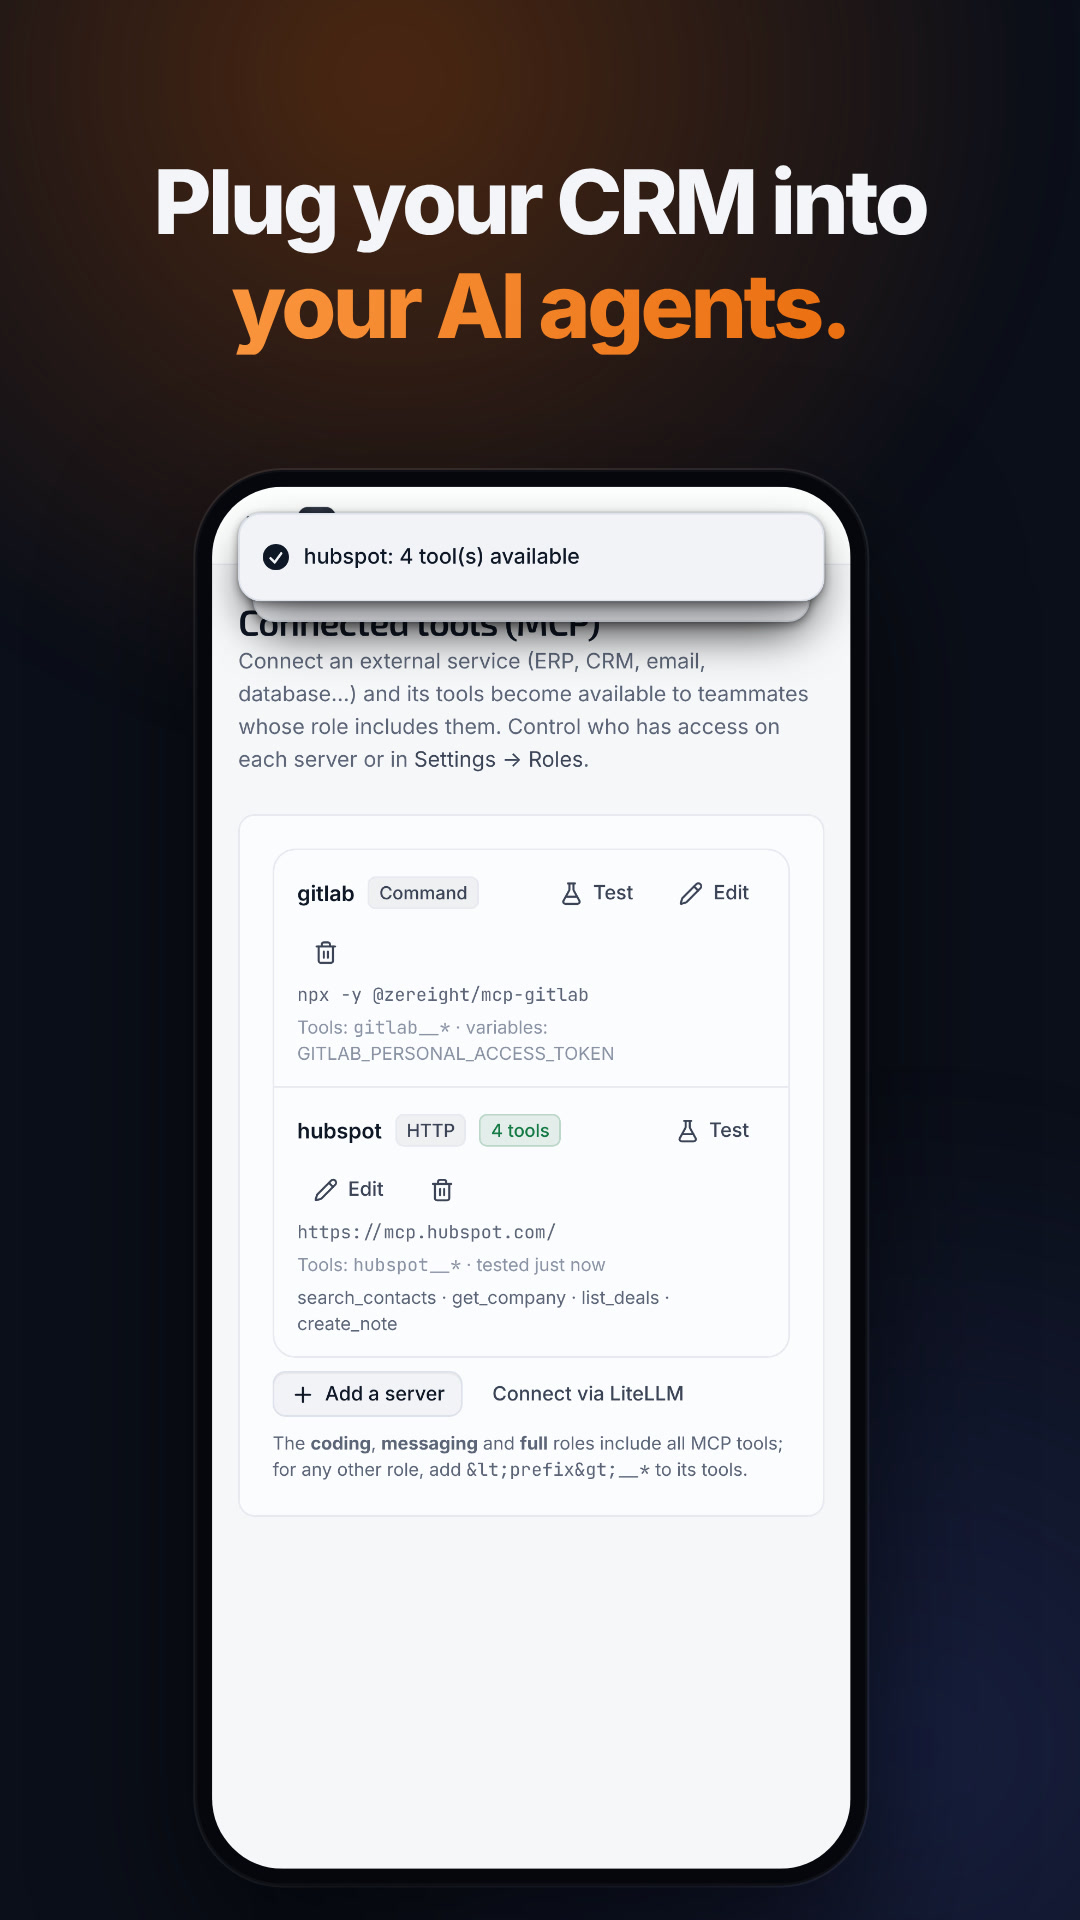 Plug your CRM into
your AI agents.
hubspot: 4 tool(s) available
Connected tools (MCP)
Connect an external service (ERP, CRM, email,
database...) and its tools become available to teammates
whose role includes them. Control who has access on
each server or in Settings → Roles.
gitlab Command Test Edit
npx -y @zereight/mcp-gitlab
Tools: gitlab__* · variables:
GITLAB_PERSONAL_ACCESS_TOKEN
hubspot HTTP 4 tools Test
Edit
https://mcp.hubspot.com/
Tools: hubspot__* · tested just now
search_contacts · get_company · list_deals ·
create_note
+ Add a server Connect via LiteLLM
The coding, messaging and full roles include all MCP tools;
for any other role, add &lt;prefix&gt;__* to its tools.